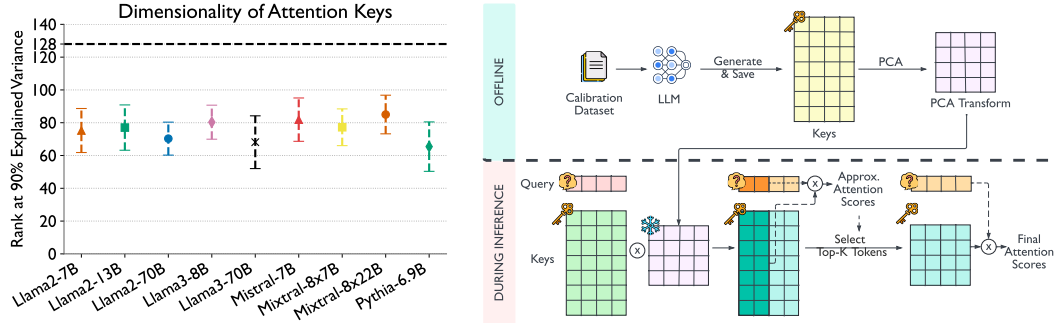 Dimensionality of Attention Keys
Rank at 90% Explained Variance
140
128
120
100
80
60
40
20
0
Llama2-7B
Llama2-13B
Llama2-70B
Llama3-8B
Llama3-70B
Mistral-7B
Mixtral-8x7B
Mixtral-8x22B
Pythia-6.9B
OFFLINE
Calibration
Dataset
LLM
Generate
& Save
Keys
PCA
PCA Transform
DURING INFERENCE
Query
?
Keys
x
?
x
Approx.
Attention
Scores
Select
Top-K Tokens
?
x
Final
Attention
Scores